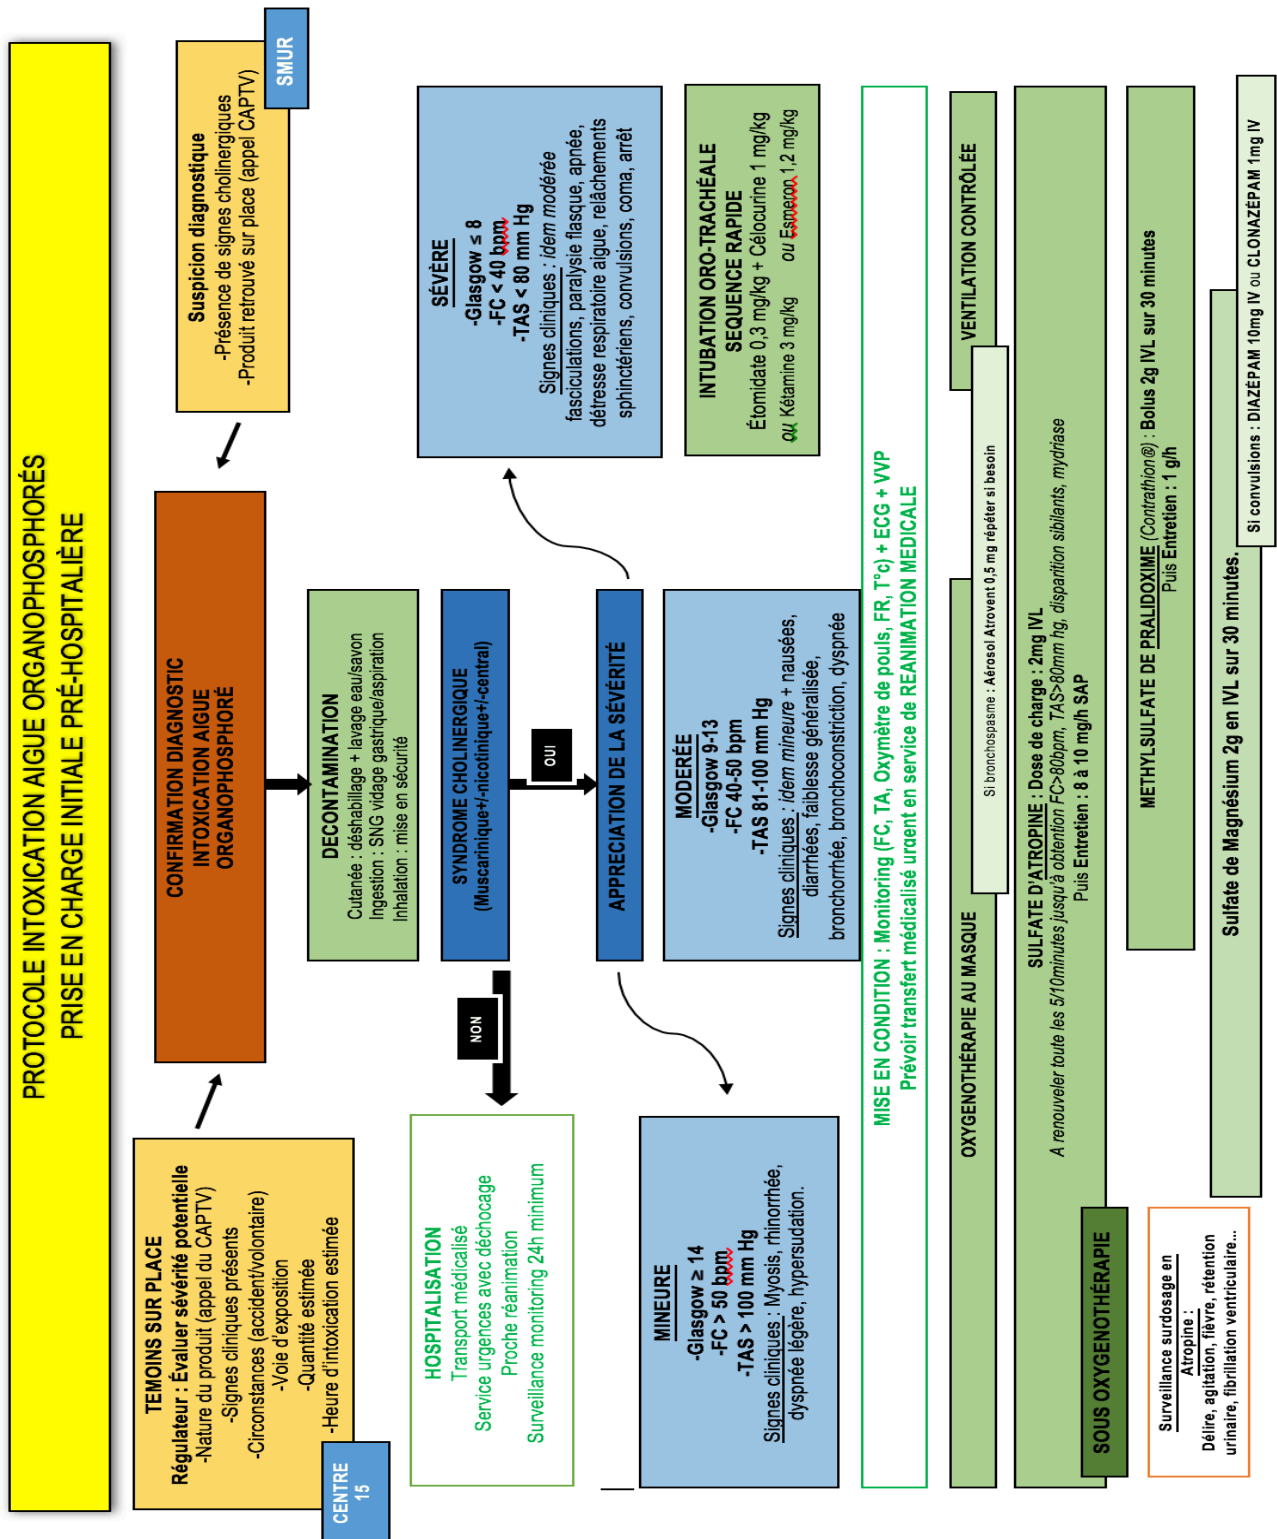 PROTOCOLE INTOXICATION AIGUE ORGANOPHOSPHORÉS
PRISE EN CHARGE INITIALE PRÉ-HOSPITALIÈRE
TEMOINS SUR PLACE
Régulateur : Evaluer sévérité potentielle
-Nature du produit (appel du CAPTV)
-Signes cliniques présents
-Circonstances (accident/volontaire)
-Voie d'exposition
-Quantité estimée
-Heure d'intoxication estimée
CENTRE
15
CONFIRMATION DIAGNOSTIC
INTOXICATION AIGUE
ORGANOPHOSPHORÉ
Suspicion diagnostique
-Présence de signes cholinergiques
-Produit retrouvé sur place (appel CAPTV)
SMUR
DECONTAMINATION
Cutanée : déshabillage + lavage eau/savon
Ingestion : SNG vidage gastrique/aspiration
Inhalation : mise en sécurité
SYNDROME CHOLINERGIQUE
(Muscarinique+/-nicotinique+/-central)
NON
OUI
HOSPITALISATION
Transport médicalisé
Service urgences avec déchocage
Proche réanimation
Surveillance monitoring 24h minimum
APPRECIATION DE LA SÉVÉRITÉ
MINEURE
-Glasgow ≥ 14
-FC > 50 bpm
-TAS > 100 mm Hg
Signes cliniques : Myosis, rhinorrhée,
dyspnée légère, hypersudation.
MODERÉE
-Glasgow 9-13
-FC 40-50 bpm
-TAS 81-100 mm Hg
Signes cliniques : idem mineure + nausées,
diarrhées, faiblesse généralisée,
bronchorrhée, bronchoconstriction, dyspnée
SÉVÈRE
-Glasgow ≤ 8
-FC < 40 bpm
-TAS < 80 mm Hg
Signes cliniques : idem modérée
fasciculations, paralysie flasque, apnée,
détresse respiratoire aigue, relâchements
sphinctériens, convulsions, coma, arrêt
INTUBATION ORO-TRACHÉALE
SEQUENCE RAPIDE
Étomidate 0,3 mg/kg + Célocurine 1 mg/kg
ou Kétamine 3 mg/kg ou Esmeron 1,2 mg/kg
MISE EN CONDITION : Monitoring (FC, TA, Oxymètre de pouls, FR, T°c) + ECG + VVP
Prévoir transfert médicalisé urgent en service de REANIMATION MEDICALE
OXYGENOTHÉRAPIE AU MASQUE
VENTILATION CONTRÔLÉE
Si bronchospasme : Aérosol Atrovent 0,5 mg répéter si besoin
SULFATE D'ATROPINE : Dose de charge : 2mg IVL
A renouveler toute les 5/10minutes jusqu'à obtention FC>80bpm, TAS>80mm hg, disparition sibilants, mydriase
Puis Entretien : 8 à 10 mg/h SAP
SOUS OXYGENOTHÉRAPIE
METHYLSULFATE DE PRALIDOXIME (Contrathion®) : Bolus 2g IVL sur 30 minutes
Puis Entretien : 1 g/h
Surveillance surdosage en
Atropine :
Délire, agitation, fièvre, rétention
urinaire, fibrillation ventriculaire...
Sulfate de Magnésium 2g en IVL sur 30 minutes.
Si convulsions : DIAZÉPAM 10mg IV ou CLONAZÉPAM 1mg IV